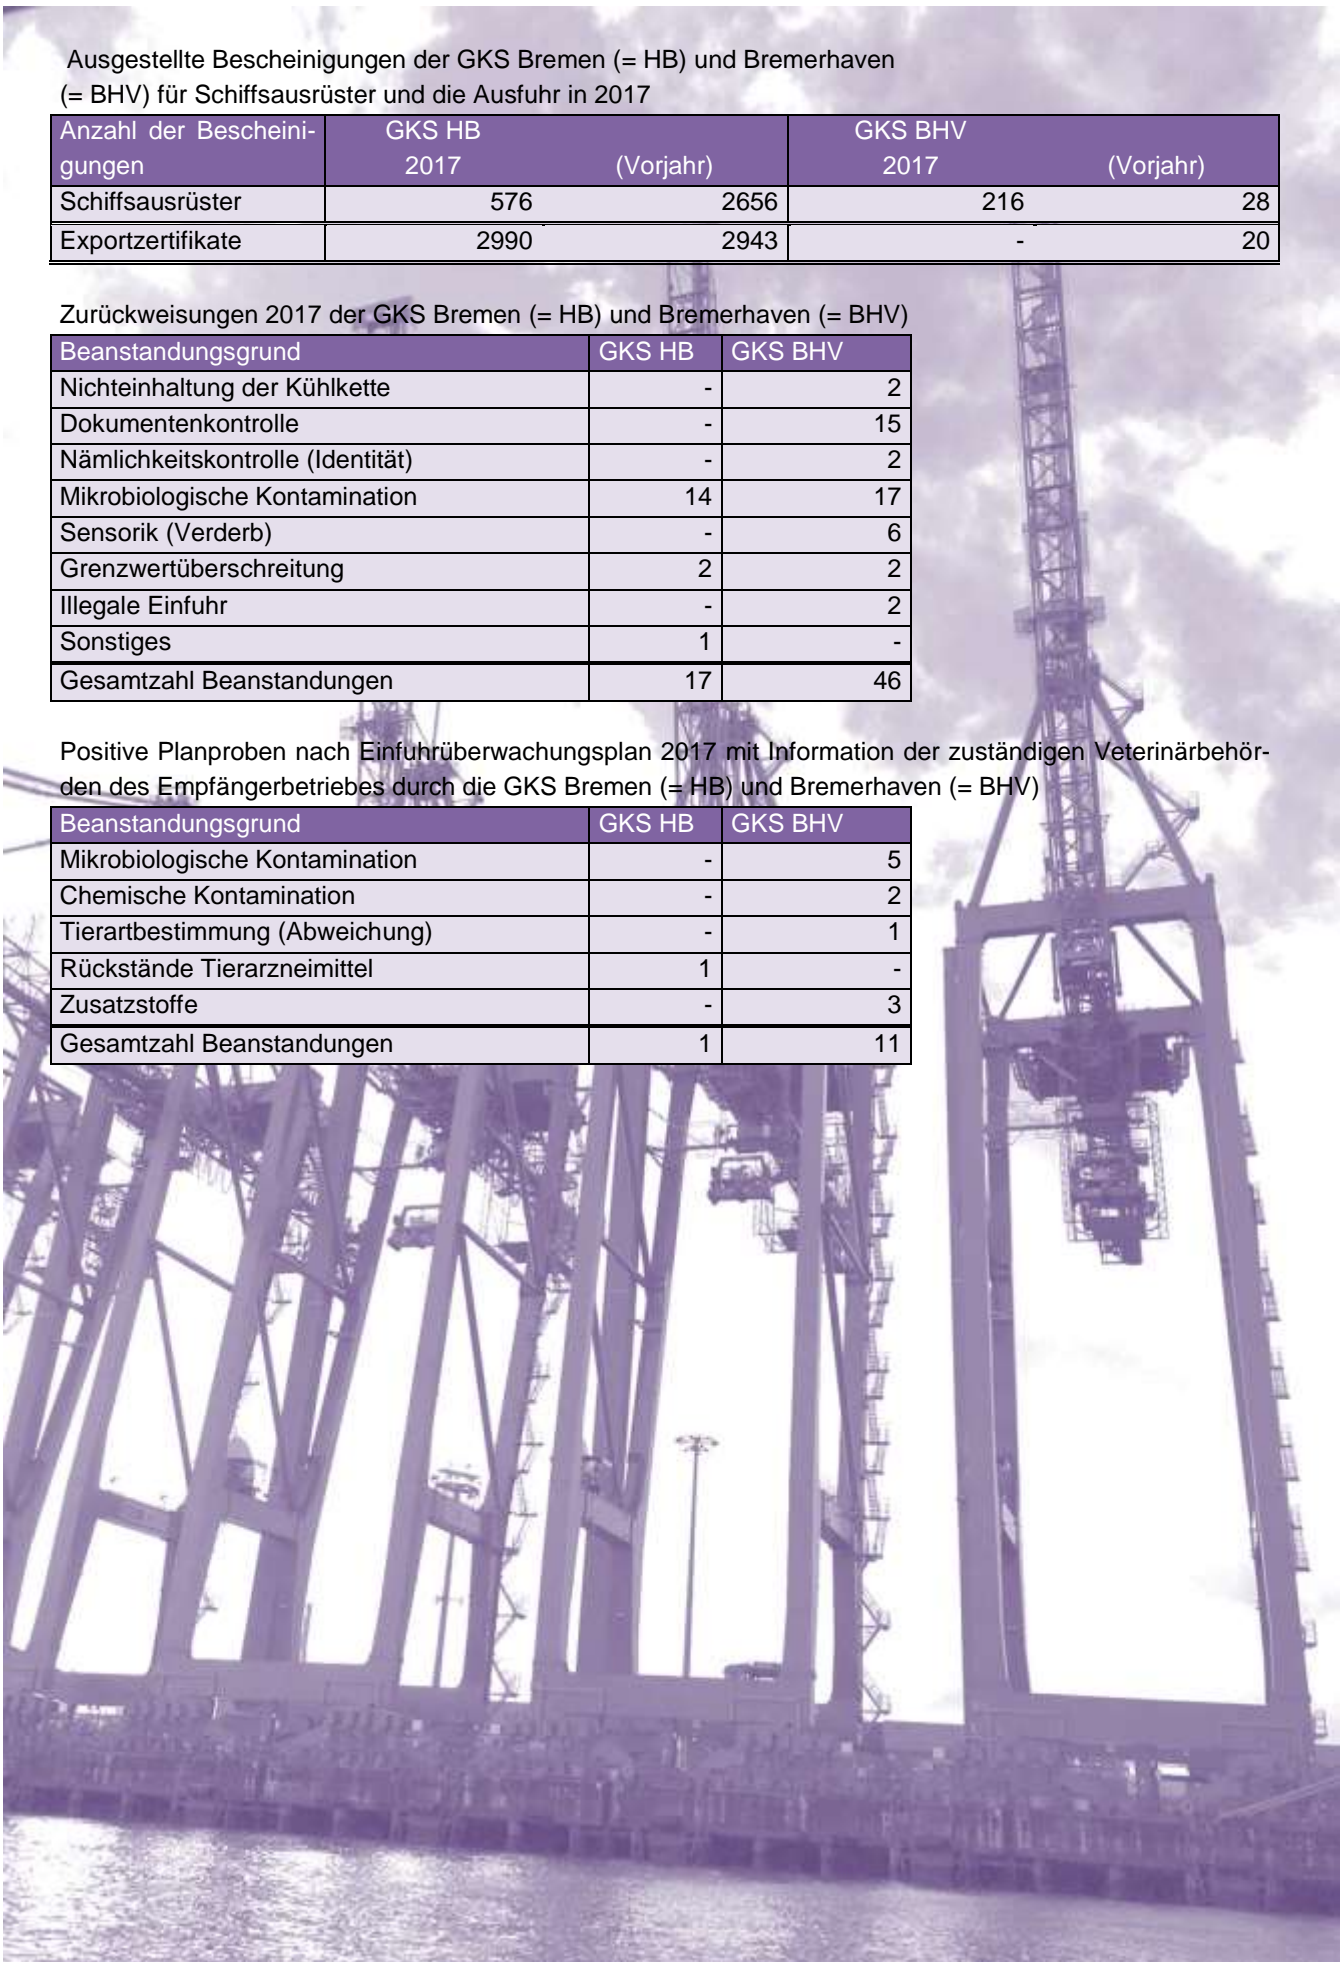 Ausgestellte Bescheinigungen der GKS Bremen (= HB) und Bremerhaven
(= BHV) für Schiffsausrüster und die Ausfuhr in 2017
Anzahl der Bescheini- GKS HB GKS BHV
gungen 2017 (Vorjahr) 2017 (Vorjahr)
Schiffsausrüster 576 2656 216 28
Exportzertifikate 2990 2943 - 20
Zurückweisungen 2017 der GKS Bremen (= HB) und Bremerhaven (= BHV)
Beanstandungsgrund GKS HB GKS BHV
Nichteinhaltung der Kühlkette - 2
Dokumentenkontrolle - 15
Nämlichkeitskontrolle (Identität) - 2
Mikrobiologische Kontamination 14 17
Sensorik (Verderb) - 6
Grenzwertüberschreitung 2 2
Illegale Einfuhr - 2
Sonstiges 1 -
Gesamtzahl Beanstandungen 17 46
Positive Planproben nach Einfuhrüberwachungsplan 2017 mit Information der zuständigen Veterinärbehör-
den des Empfängerbetriebes durch die GKS Bremen (= HB) und Bremerhaven (= BHV)
Beanstandungsgrund GKS HB GKS BHV
Mikrobiologische Kontamination - 5
Chemische Kontamination - 2
Tierartbestimmung (Abweichung) - 1
Rückstände Tierarzneimittel 1 -
Zusatzstoffe - 3
Gesamtzahl Beanstandungen 1 11